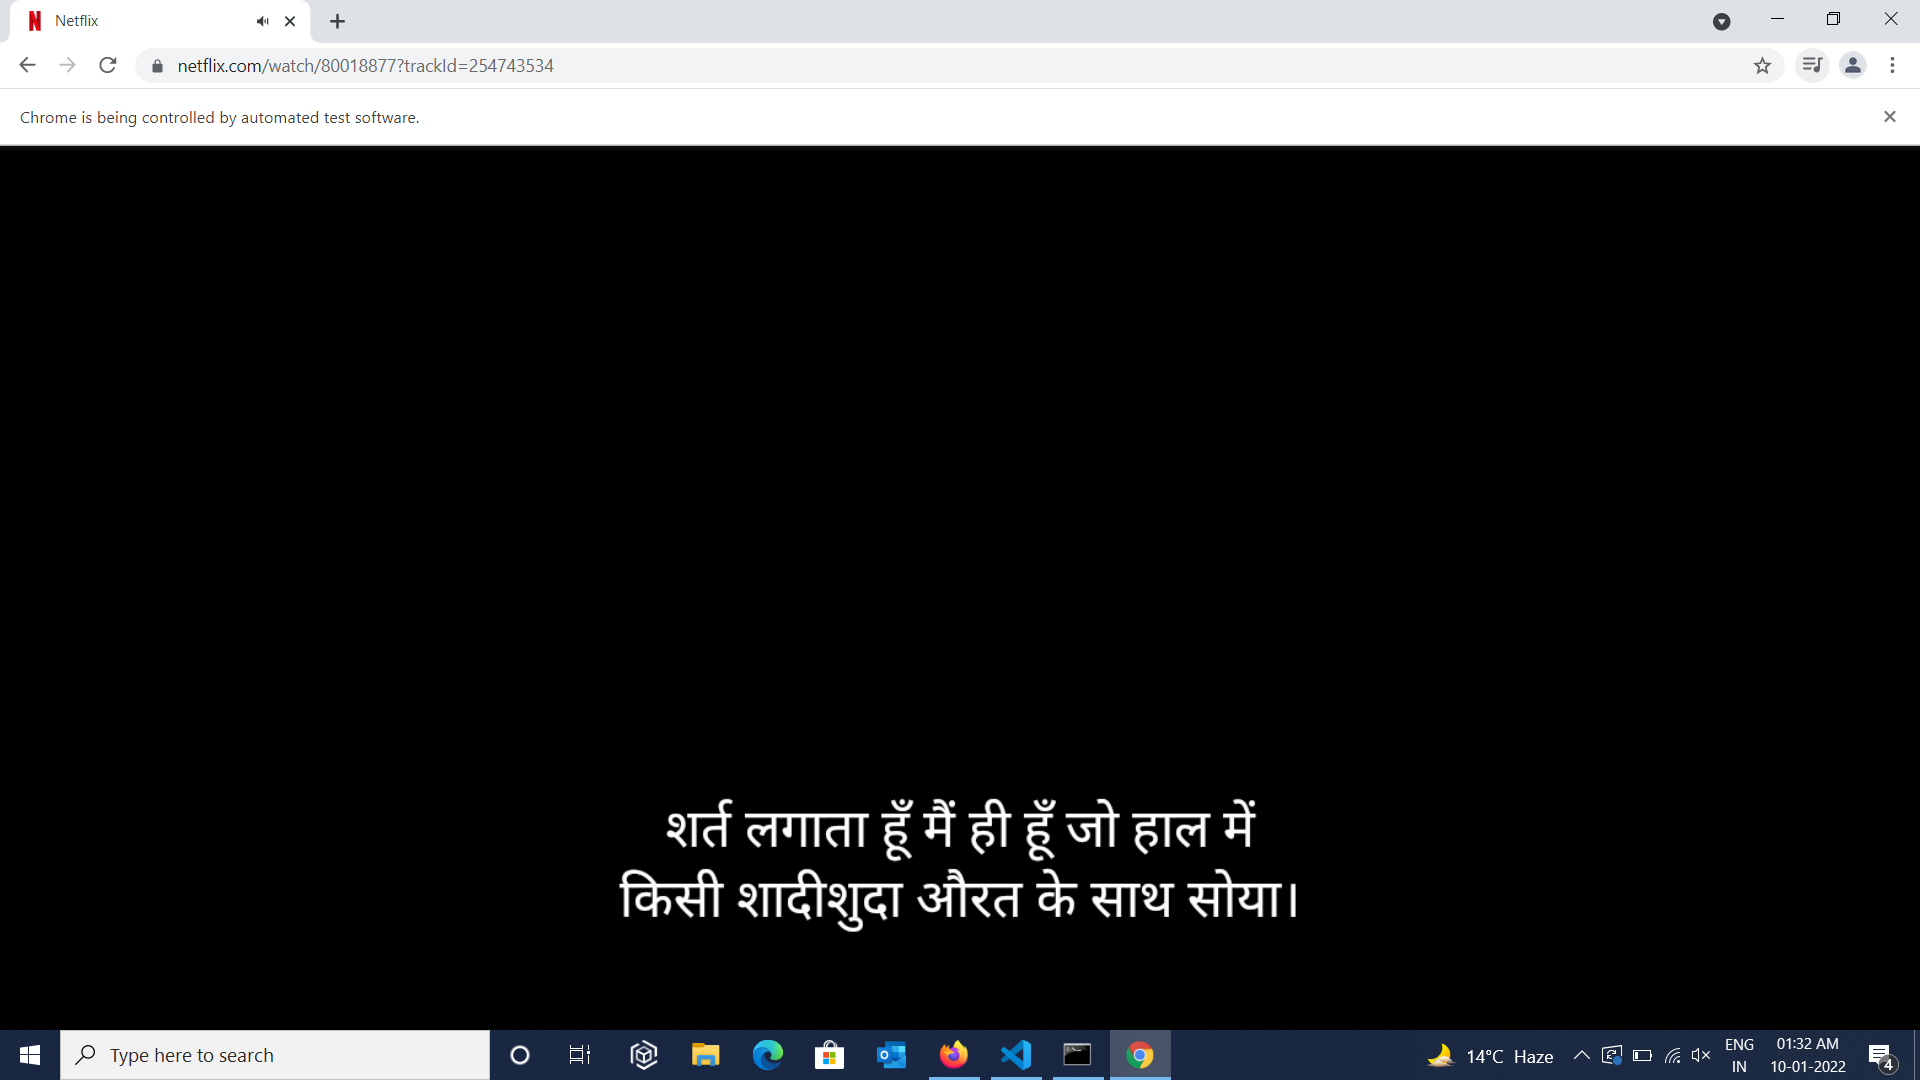 Netflix
netflix.com/watch/80018877?trackId=254743534
Chrome is being controlled by automated test software.
शर्त लगाता हूँ मैं ही हूँ जो हाल में
किसी शादीशुदा औरत के साथ सोया।
Type here to search
14°C Haze
ENG
IN
01:32 AM
10-01-2022
4